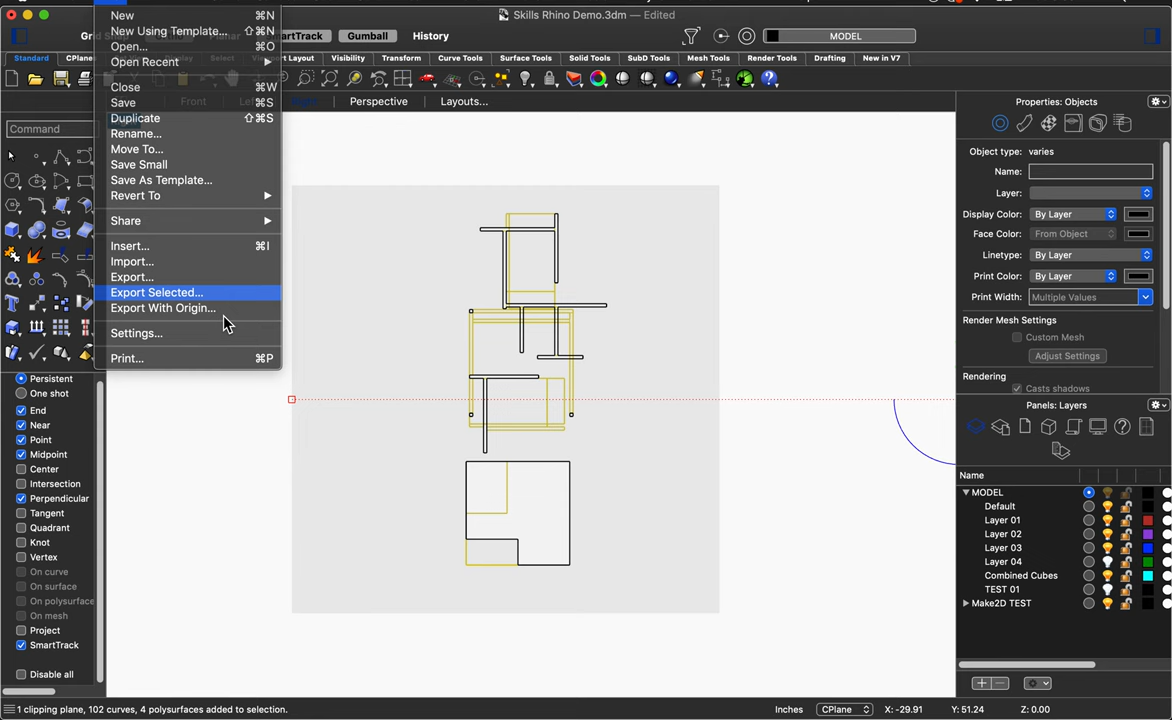 Skills Rhino Demo.3dm — Edited
New ⌘N
New Using Template... ⇧⌘N
Open... ⌘O
Open Recent
Close ⌘W
Save ⌘S
Duplicate ⇧⌘S
Rename...
Move To...
Save Small
Save As Template...
Revert To
Share
Insert... ⌘I
Import...
Export...
Export Selected...
Export With Origin...
Settings...
Print... ⌘P
SmartTrack Gumball History MODEL
Standard
Visibility Transform Curve Tools Surface Tools Solid Tools SubD Tools Mesh Tools Render Tools Drafting New in V7
Front Perspective Layouts...
Command
Persistent
One shot
End
Near
Point
Midpoint
Center
Intersection
Perpendicular
Tangent
Quadrant
Knot
Vertex
On curve
On surface
On polysurface
On mesh
Project
SmartTrack
Disable all
Properties: Objects
Object type: varies
Name:
Layer:
Display Color: By Layer
Face Color: From Object
Linetype: By Layer
Print Color: By Layer
Print Width: Multiple Values
Render Mesh Settings
Custom Mesh
Adjust Settings
Rendering
Casts shadows
Panels: Layers
Name
MODEL
Default
Layer 01
Layer 02
Layer 03
Layer 04
Combined Cubes
TEST 01
Make2D TEST
1 clipping plane, 102 curves, 4 polysurfaces added to selection. Inches CPlane X: -29.91 Y: 51.24 Z: 0.00